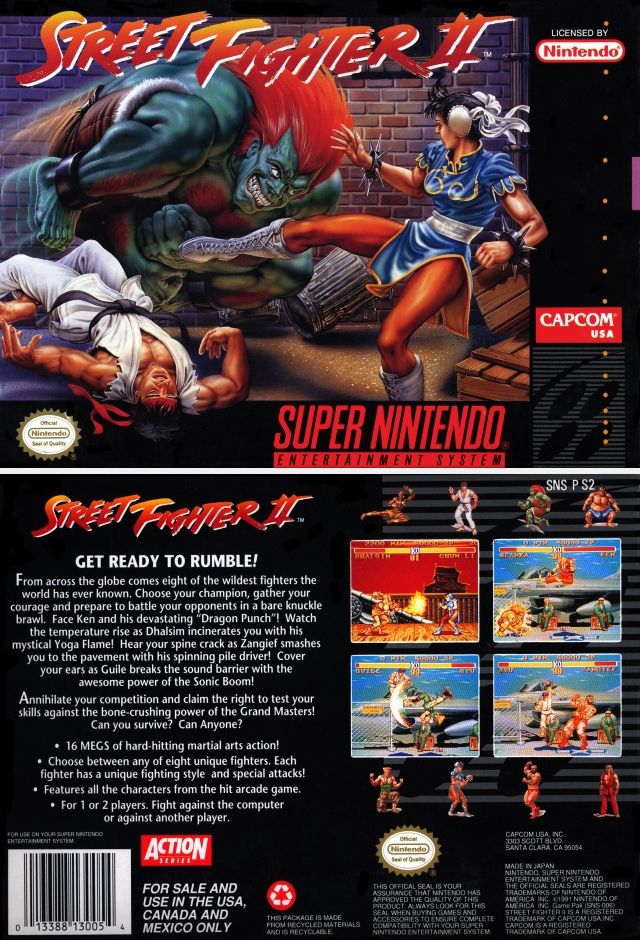 STREET FIGHTER II™
LICENSED BY
Nintendo®
CAPCOM®
USA
Official
Nintendo
Seal of Quality
SUPER NINTENDO®
ENTERTAINMENT SYSTEM
SNS P S2
STREET FIGHTER II™
GET READY TO RUMBLE!
From across the globe comes eight of the wildest fighters the
world has ever known. Choose your champion, gather your
courage and prepare to battle your opponents in a bare knuckle
brawl. Face Ken and his devastating "Dragon Punch"! Watch
the temperature rise as Dhalsim incinerates you with his
mystical Yoga Flame! Hear your spine crack as Zangief smashes
you to the pavement with his spinning pile driver! Cover
your ears as Guile breaks the sound barrier with the
awesome power of the Sonic Boom!
Annihilate your competition and claim the right to test your
skills against the bone-crushing power of the Grand Masters!
Can you survive? Can Anyone?
• 16 MEGS of hard-hitting martial arts action!
• Choose between any of eight unique fighters. Each
fighter has a unique fighting style and special attacks!
• Features all the characters from the hit arcade game.
• For 1 or 2 players. Fight against the computer
or against another player.
KO
DHALSIM CHUN LI
KO
BLANKA KEN
KO
GUILE RYU
KO
RYU ZANGIEF
FOR USE ON YOUR SUPER NINTENDO
ENTERTAINMENT SYSTEM.
ACTION
SERIES
0 13388 13005 4
FOR SALE AND
USE IN THE USA,
CANADA AND
MEXICO ONLY
THIS PACKAGE IS MADE
FROM RECYCLED MATERIALS
AND IS RECYCLABLE.
Official
Nintendo
Seal of Quality
THIS OFFICIAL SEAL IS YOUR
ASSURANCE THAT NINTENDO HAS
APPROVED THE QUALITY OF THIS
PRODUCT. ALWAYS LOOK FOR THIS
SEAL WHEN BUYING GAMES AND
ACCESSORIES TO ENSURE COMPLETE
COMPATIBILITY WITH YOUR SUPER
NINTENDO ENTERTAINMENT SYSTEM.
CAPCOM USA, INC.
3303 SCOTT BLVD.
SANTA CLARA, CA 95054.
MADE IN JAPAN
NINTENDO, SUPER NINTENDO
ENTERTAINMENT SYSTEM AND
THE OFFICIAL SEALS ARE REGISTERED
TRADEMARKS OF NINTENDO OF
AMERICA INC. ©1991 NINTENDO OF
AMERICA INC. Game Pak (SNS-006)
STREET FIGHTER II IS A REGISTERED
TRADEMARK OF CAPCOM USA,INC.
CAPCOM IS A REGISTERED
TRADEMARK OF CAPCOM USA.